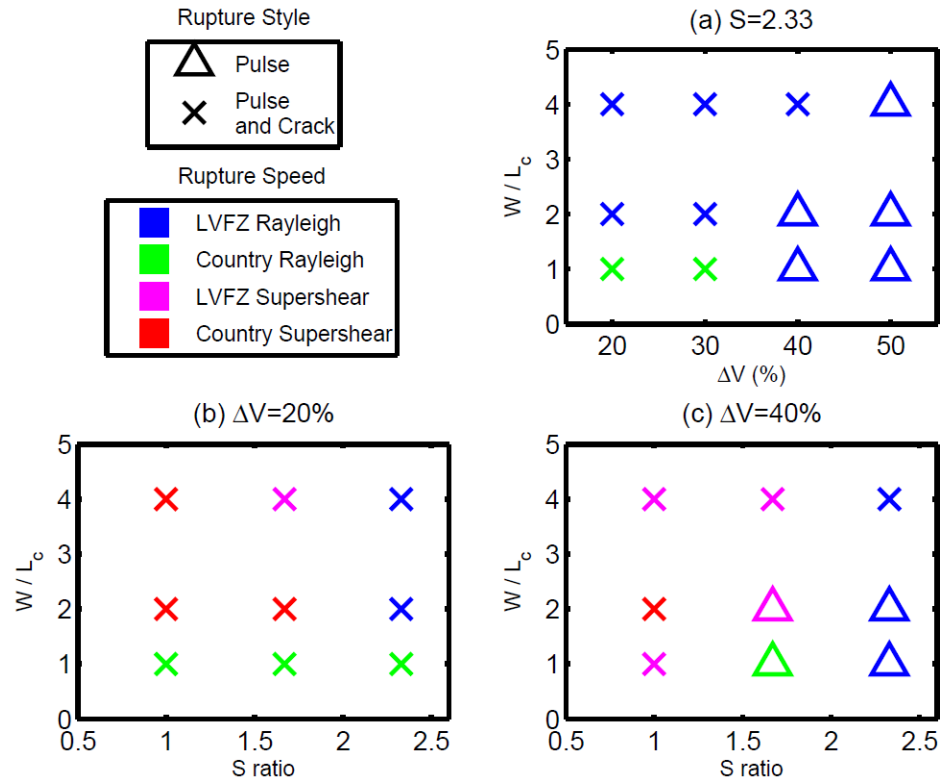 Rupture Style
Pulse
Pulse
and Crack
Rupture Speed
LVFZ Rayleigh
Country Rayleigh
LVFZ Supershear
Country Supershear
(a) S=2.33
5
4
3
2
1
0
W / L_c
20 30 40 50
ΔV (%)
(b) ΔV=20%
5
4
3
2
1
0
W / L_c
0.5 1 1.5 2 2.5
S ratio
(c) ΔV=40%
5
4
3
2
1
0
W / L_c
0.5 1 1.5 2 2.5
S ratio